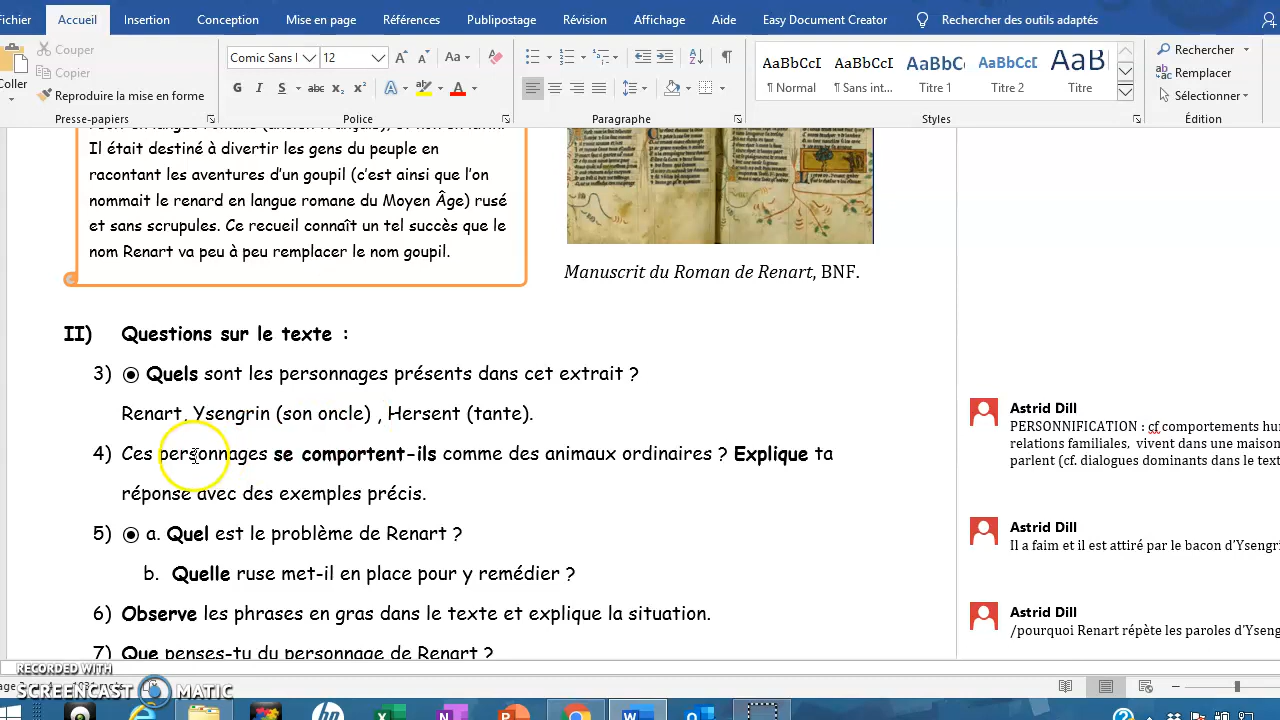 Fichier Accueil Insertion Conception Mise en page Références Publipostage Révision Affichage Aide Easy Document Creator Rechercher des outils adaptés
Couper
Copier
Coller
Reproduire la mise en forme
Presse-papiers
Comic Sans 12
Aa
G I S abc x₂ x² A A
Police
Paragraphe
AaBbCcI AaBbCcI AaBbC AaBbCcD AaB
¶ Normal ¶ Sans int... Titre 1 Titre 2 Titre
Styles
Rechercher
Remplacer
Sélectionner
Édition
Il était destiné à divertir les gens du peuple en
racontant les aventures d'un goupil (c'est ainsi que l'on
nommait le renard en langue romane du Moyen Âge) rusé
et sans scrupules. Ce recueil connaît un tel succès que le
nom Renart va peu à peu remplacer le nom goupil.
Manuscrit du Roman de Renart, BNF.
II) Questions sur le texte :
3) Quels sont les personnages présents dans cet extrait ?
Renart, Ysengrin (son oncle) , Hersent (tante).
4) Ces personnages se comportent-ils comme des animaux ordinaires ? Explique ta
réponse avec des exemples précis.
5) a. Quel est le problème de Renart ?
b. Quelle ruse met-il en place pour y remédier ?
6) Observe les phrases en gras dans le texte et explique la situation.
7) Que penses-tu du personnage de Renart ?
Astrid Dill
PERSONNIFICATION : cf comportements hu
relations familiales, vivent dans une maison
parlent (cf. dialogues dominants dans le tex
Astrid Dill
Il a faim et il est attiré par le bacon d'Ysengri
Astrid Dill
/pourquoi Renart répète les paroles d'Yseng
RECORDED WITH
SCREENCAST MATIC